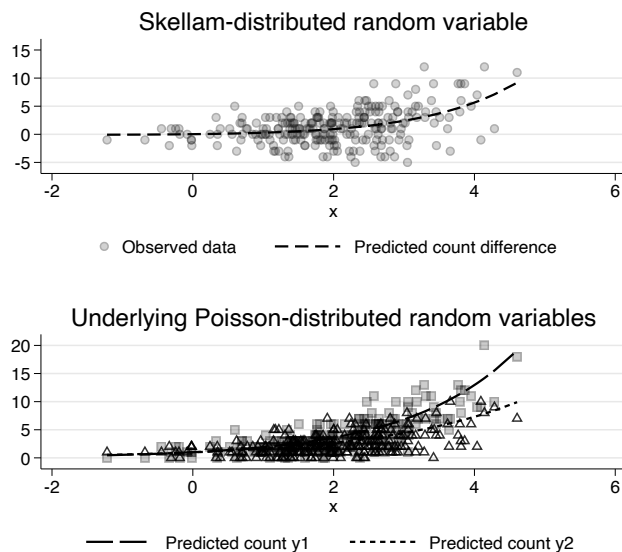 Skellam-distributed random variable
15
10
5
0
-5
-2 0 2 4 6
x
Observed data Predicted count difference
Underlying Poisson-distributed random variables
20
15
10
5
0
-2 0 2 4 6
x
Predicted count y1 Predicted count y2